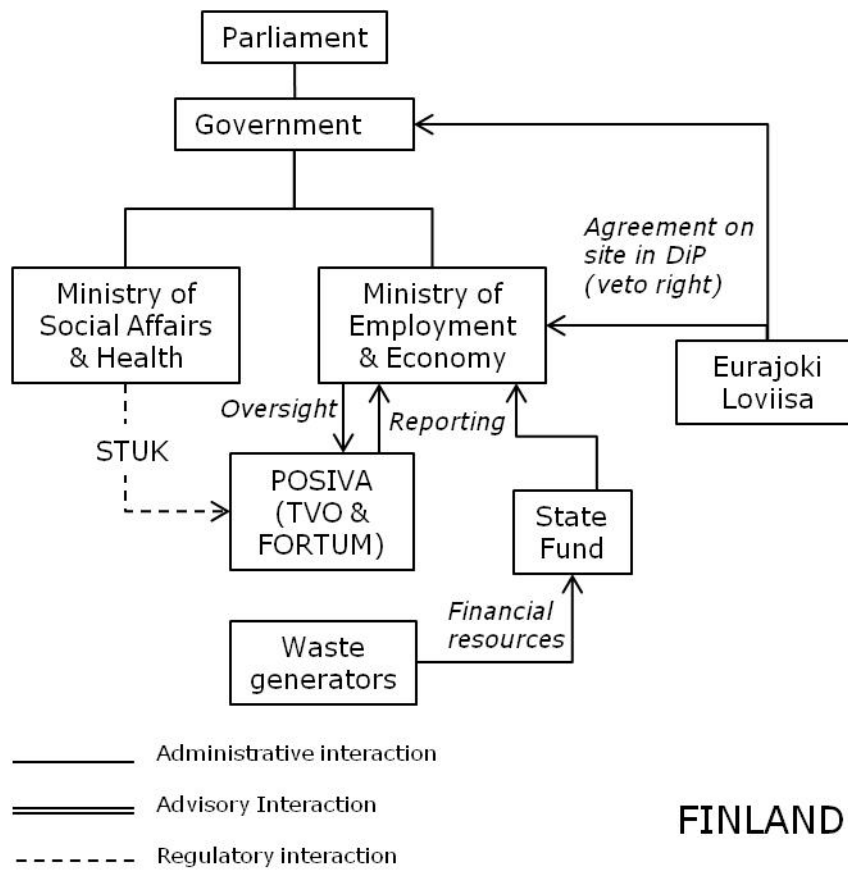 Parliament
Government
Agreement on
site in DiP
(veto right)
Ministry of
Social Affairs
& Health
Ministry of
Employment
& Economy
Eurajoki
Loviisa
Oversight
Reporting
STUK
POSIVA
(TVO &
FORTUM)
State
Fund
Financial
resources
Waste
generators
Administrative interaction
Advisory Interaction
Regulatory interaction
FINLAND